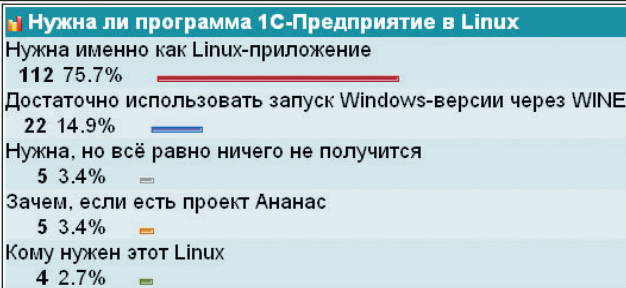 Нужна ли программа 1С-Предприятие в Linux
Нужна именно как Linux-приложение
112 75.7%
Достаточно использовать запуск Windows-версии через WINE
22 14.9%
Нужна, но всё равно ничего не получится
5 3.4%
Зачем, если есть проект Ананас
5 3.4%
Кому нужен этот Linux
4 2.7%